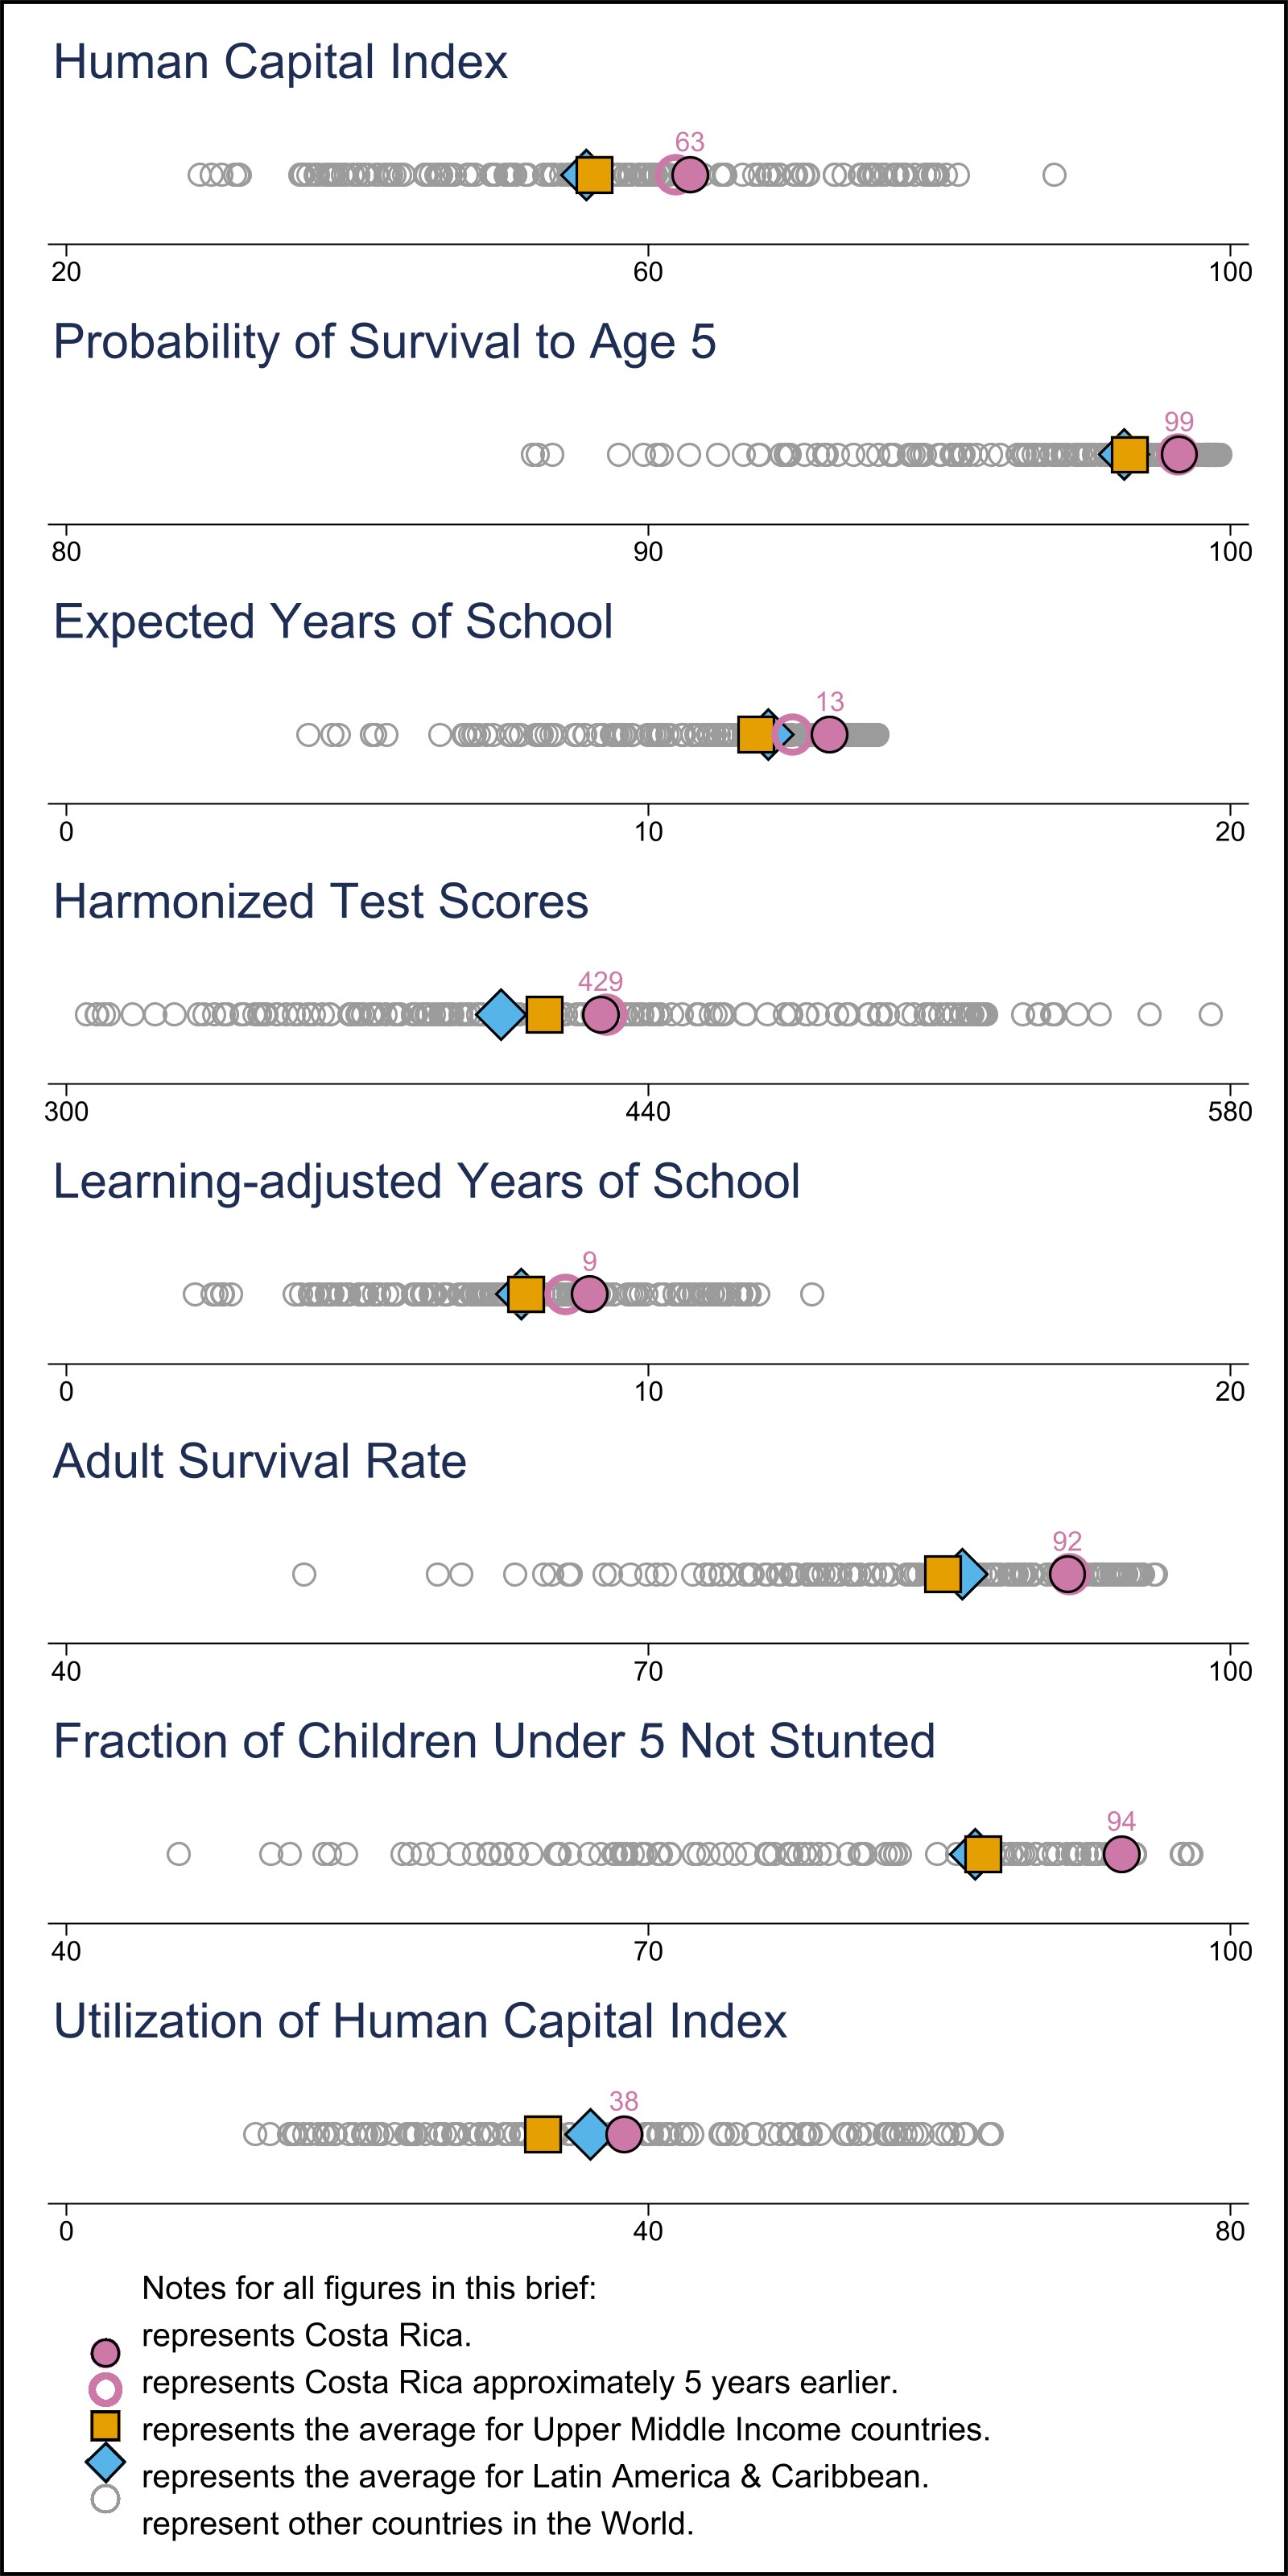 Human Capital Index
63
20 60 100
Probability of Survival to Age 5
99
80 90 100
Expected Years of School
13
0 10 20
Harmonized Test Scores
429
300 440 580
Learning-adjusted Years of School
9
0 10 20
Adult Survival Rate
92
40 70 100
Fraction of Children Under 5 Not Stunted
94
40 70 100
Utilization of Human Capital Index
38
0 40 80
Notes for all figures in this brief:
represents Costa Rica.
represents Costa Rica approximately 5 years earlier.
represents the average for Upper Middle Income countries.
represents the average for Latin America & Caribbean.
represent other countries in the World.